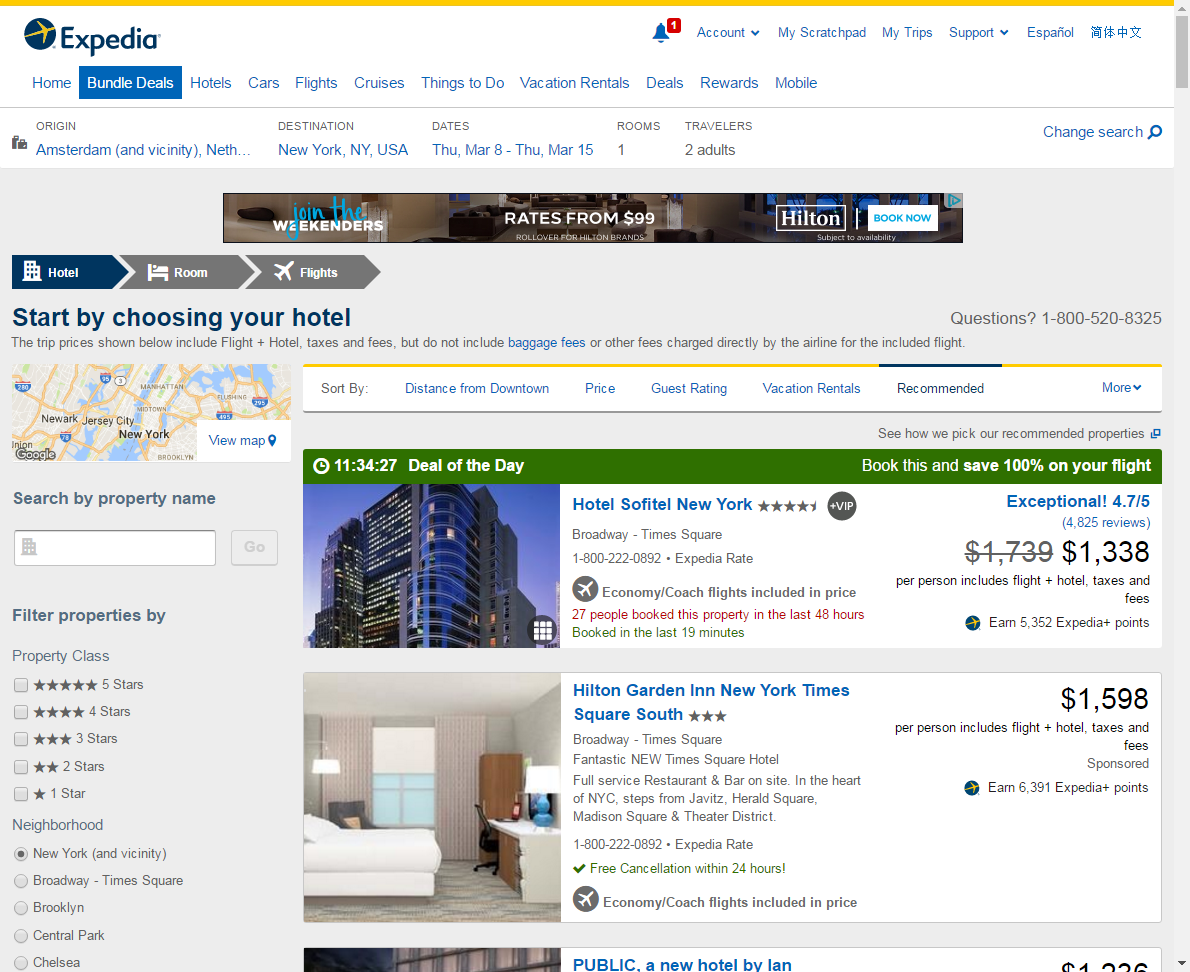 Expedia
1
Account
My Scratchpad
My Trips
Support
Español
简体中文
Home
Bundle Deals
Hotels
Cars
Flights
Cruises
Things to Do
Vacation Rentals
Deals
Rewards
Mobile
ORIGIN
DESTINATION
DATES
ROOMS
TRAVELERS
Amsterdam (and vicinity), Neth...
New York, NY, USA
Thu, Mar 8 - Thu, Mar 15
1
2 adults
Change search
join the
WEEKENDERS
RATES FROM $99
ROLLOVER FOR HILTON BRANDS
Hilton
BOOK NOW
Subject to availability
Hotel
Room
Flights
Start by choosing your hotel
Questions? 1-800-520-8325
The trip prices shown below include Flight + Hotel, taxes and fees, but do not include baggage fees or other fees charged directly by the airline for the included flight.
280
95
3
MANHATTAN
FLUSHING
295
495
MIDTOWN
Newark
Jersey City
78
New York
Union
Google
BROOKLYN
View map
Sort By:
Distance from Downtown
Price
Guest Rating
Vacation Rentals
Recommended
More
See how we pick our recommended properties
Search by property name
Go
Filter properties by
Property Class
5 Stars
4 Stars
3 Stars
2 Stars
1 Star
Neighborhood
New York (and vicinity)
Broadway - Times Square
Brooklyn
Central Park
Chelsea
11:34:27 Deal of the Day
Book this and save 100% on your flight
Hotel Sofitel New York
+VIP
Broadway - Times Square
1-800-222-0892 • Expedia Rate
Economy/Coach flights included in price
27 people booked this property in the last 48 hours
Booked in the last 19 minutes
Exceptional! 4.7/5
(4,825 reviews)
$1,739 $1,338
per person includes flight + hotel, taxes and
fees
Earn 5,352 Expedia+ points
Hilton Garden Inn New York Times
Square South
Broadway - Times Square
Fantastic NEW Times Square Hotel
Full service Restaurant & Bar on site. In the heart
of NYC, steps from Javitz, Herald Square,
Madison Square & Theater District.
1-800-222-0892 • Expedia Rate
Free Cancellation within 24 hours!
Economy/Coach flights included in price
$1,598
per person includes flight + hotel, taxes and
fees
Sponsored
Earn 6,391 Expedia+ points
PUBLIC, a new hotel by Ian
$1,236